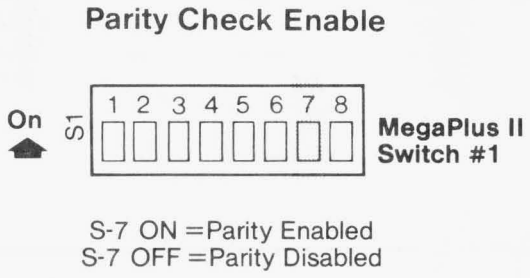 Parity Check Enable
On
S1
1 2 3 4 5 6 7 8
MegaPlus II
Switch #1
S-7 ON =Parity Enabled
S-7 OFF =Parity Disabled